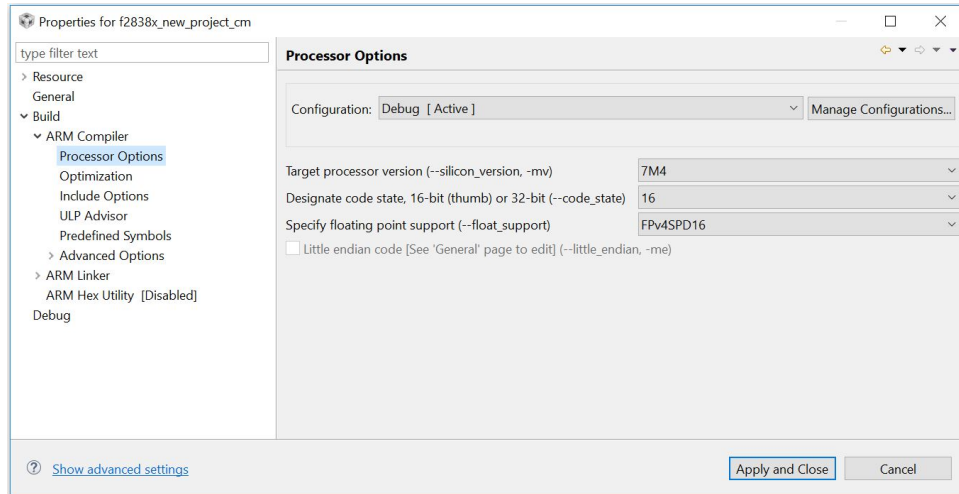 Properties for f2838x_new_project_cm
type filter text
Resource
General
Build
ARM Compiler
Processor Options
Optimization
Include Options
ULP Advisor
Predefined Symbols
Advanced Options
ARM Linker
ARM Hex Utility [Disabled]
Debug
Processor Options
Configuration: Debug [ Active ] Manage Configurations...
Target processor version (--silicon_version, -mv) 7M4
Designate code state, 16-bit (thumb) or 32-bit (--code_state) 16
Specify floating point support (--float_support) FPv4SPD16
Little endian code [See 'General' page to edit] (--little_endian, -me)
? Show advanced settings
Apply and Close Cancel